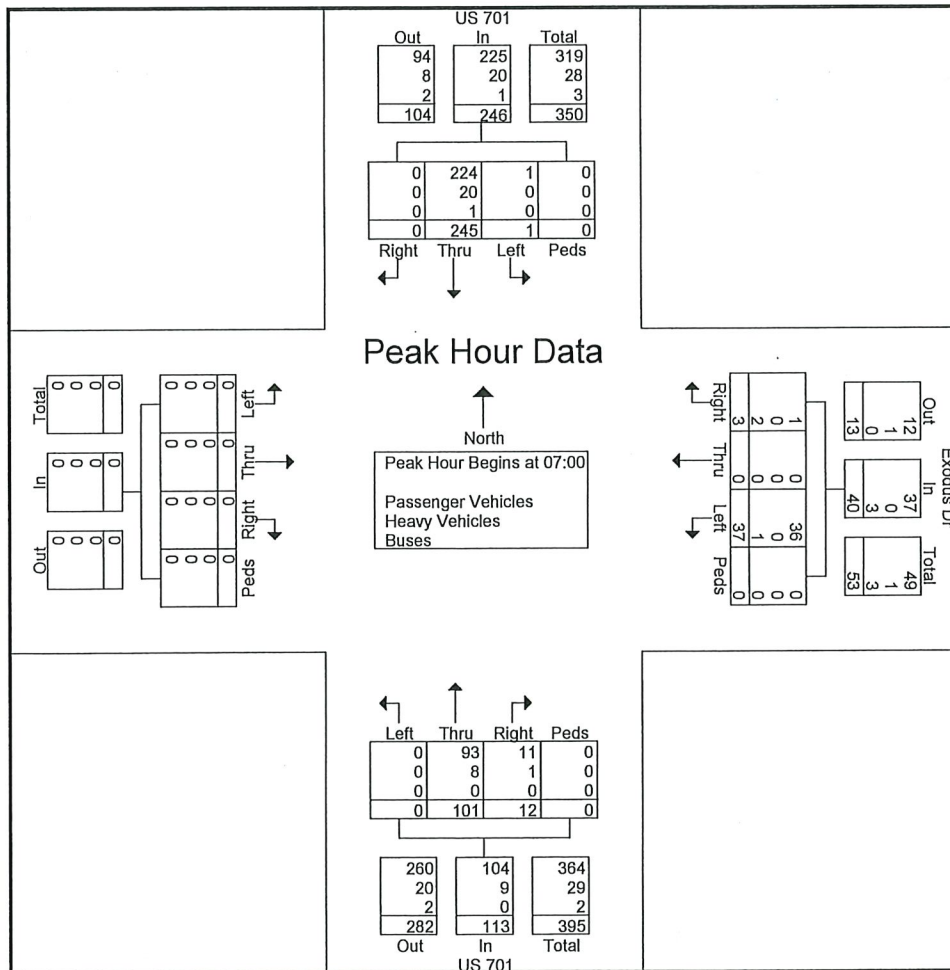 US 701
Out In Total
94 225 319
8 20 28
2 1 3
104 246 350
0 224 1 0
0 20 0 0
0 1 0 0
0 245 1 0
Right Thru Left Peds
Peak Hour Data
North
Peak Hour Begins at 07:00
Passenger Vehicles
Heavy Vehicles
Buses
Left Thru Right Peds
0 0 0 0
0 0 0 0
0 0 0 0
0 0 0 0
Total In Out
0 0 0
0 0 0
0 0 0
0 0 0
Right Thru Left Peds
1 0 36 0
0 0 0 0
2 0 1 0
3 0 37 0
Exodus Dr
Out In Total
12 37 49
1 0 1
0 3 3
13 40 53
Left Thru Right Peds
0 93 11 0
0 8 1 0
0 0 0 0
0 101 12 0
260 104 364
20 9 29
2 0 2
282 113 395
Out In Total
US 701